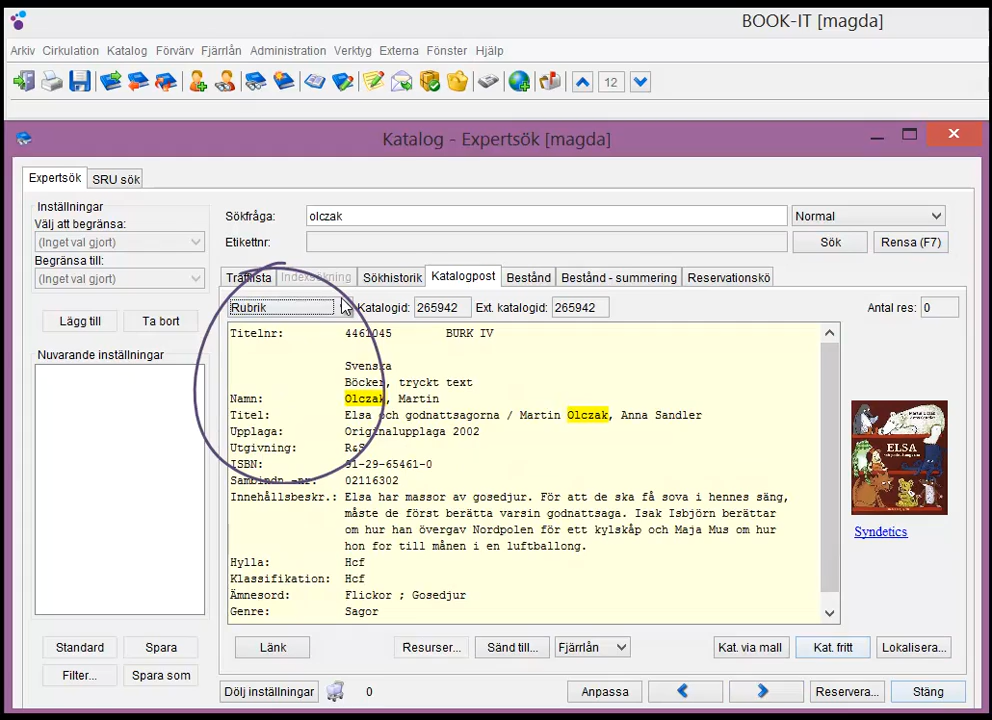 BOOK-IT [magda]
Arkiv Cirkulation Katalog Förvärv Fjärrlån Administration Verktyg Externa Fönster Hjälp
12
Katalog - Expertsök [magda]
Expertsök SRU sök
Inställningar
Välj att begränsa:
(Inget val gjort)
Begränsa till:
(Inget val gjort)
Lägg till Ta bort
Nuvarande inställningar
Standard Spara
Filter... Spara som
Sökfråga: olczak Normal
Etikettnr: Sök Rensa (F7)
Träfflista Indexsökning Sökhistorik Katalogpost Bestånd Bestånd - summering Reservationskö
Rubrik Katalogid: 265942 Ext. katalogid: 265942 Antal res: 0
Titelnr: 4461045 BURK IV
Svenska
Böcker, tryckt text
Namn: Olczak, Martin
Titel: Elsa och godnattsagorna / Martin Olczak, Anna Sandler
Upplaga: Originalupplaga 2002
Utgivning: R&S
ISBN: 91-29-65461-0
Sambindn.-nr: 02116302
Innehållsbeskr.: Elsa har massor av gosedjur. För att de ska få sova i hennes säng,
måste de först berätta varsin godnattsaga. Isak Isbjörn berättar
om hur han övergav Nordpolen för ett kylskåp och Maja Mus om hur
hon for till månen i en luftballong.
Hylla: Hcf
Klassifikation: Hcf
Ämnesord: Flickor ; Gosedjur
Genre: Sagor
ELSA
Syndetics
Länk Resurser... Sänd till... Fjärrlån Kat. via mall Kat. fritt Lokalisera...
Dölj inställningar 0 Anpassa Reservera... Stäng